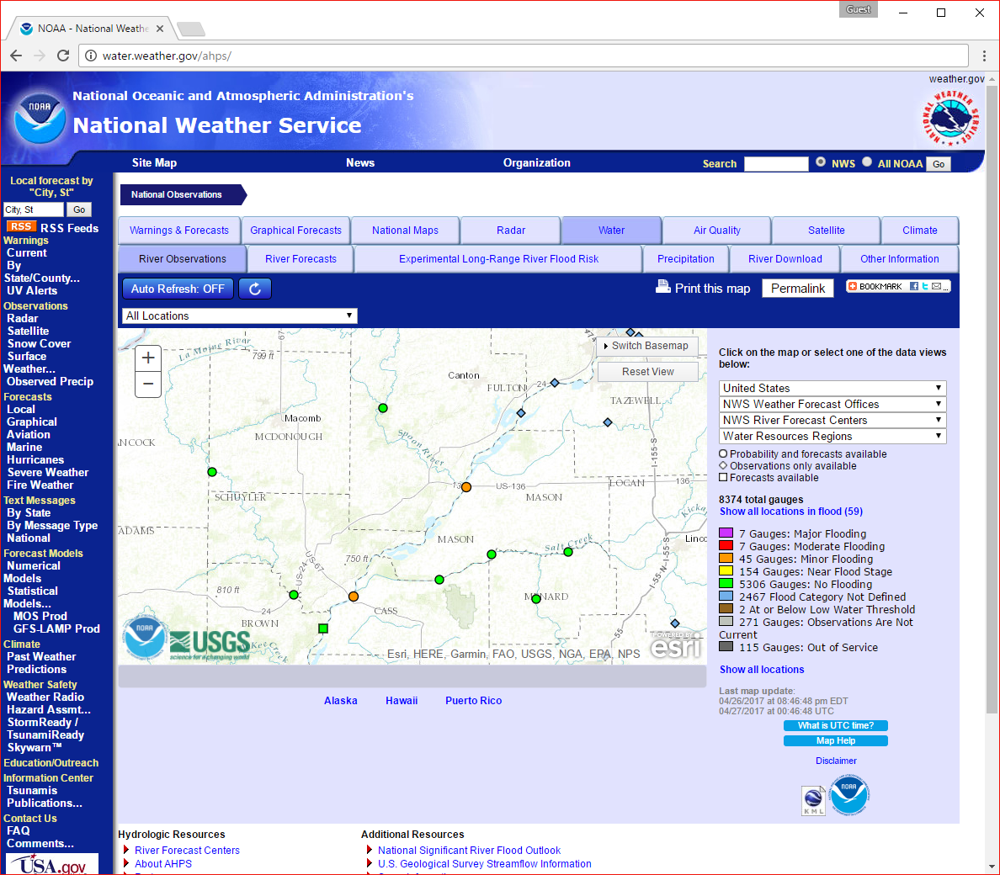 Guest
NOAA - National Weathe
water.weather.gov/ahps/
weather.gov
NOAA
National Oceanic and Atmospheric Administration's
National Weather Service
NATIONAL WEATHER SERVICE
Site Map
News
Organization
Search
NWS
All NOAA
Go
Local forecast by
"City, St"
City, St
Go
RSS RSS Feeds
Warnings
Current
By
State/County...
UV Alerts
Observations
Radar
Satellite
Snow Cover
Surface
Weather...
Observed Precip
Forecasts
Local
Graphical
Aviation
Marine
Hurricanes
Severe Weather
Fire Weather
Text Messages
By State
By Message Type
National
Forecast Models
Numerical
Models
Statistical
Models...
MOS Prod
GFS-LAMP Prod
Climate
Past Weather
Predictions
Weather Safety
Weather Radio
Hazard Assmt...
StormReady /
TsunamiReady
Skywarn™
Education/Outreach
Information Center
Tsunamis
Publications...
Contact Us
FAQ
Comments...
USA.gov
National Observations
Warnings & Forecasts
Graphical Forecasts
National Maps
Radar
Water
Air Quality
Satellite
Climate
River Observations
River Forecasts
Experimental Long-Range River Flood Risk
Precipitation
River Download
Other Information
Auto Refresh: OFF
Print this map
Permalink
BOOKMARK
...
All Locations
+
−
Switch Basemap
Reset View
La Moine River
799 ft
67
474
Canton
FULTON
24
TAZEWELL
Macomb
MCDONOUGH
ANCOCK
Spoon River
I-155-S
SCHUYLER
13
US-136
MASON
LOGAN
136
Kickap
ADAMS
MASON
Salt Creek
Linco
750 ft
US-67
US-24
810 ft
I-55-N-I-55-S
24
BROWN
CASS
MENARD
55
Kee Creek
NOAA
USGS
science for a changing world
Esri, HERE, Garmin, FAO, USGS, NGA, EPA, NPS
POWERED BY
esri
Alaska
Hawaii
Puerto Rico
Click on the map or select one of the data views
below:
United States
NWS Weather Forecast Offices
NWS River Forecast Centers
Water Resources Regions
Probability and forecasts available
Observations only available
Forecasts available
8374 total gauges
Show all locations in flood (59)
7 Gauges: Major Flooding
7 Gauges: Moderate Flooding
45 Gauges: Minor Flooding
154 Gauges: Near Flood Stage
5306 Gauges: No Flooding
2467 Flood Category Not Defined
2 At or Below Low Water Threshold
271 Gauges: Observations Are Not
Current
115 Gauges: Out of Service
Show all locations
Last map update:
04/26/2017 at 08:46:48 pm EDT
04/27/2017 at 00:46:48 UTC
What is UTC time?
Map Help
Disclaimer
KML
NOAA
Hydrologic Resources
River Forecast Centers
About AHPS
Additional Resources
National Significant River Flood Outlook
U.S. Geological Survey Streamflow Information